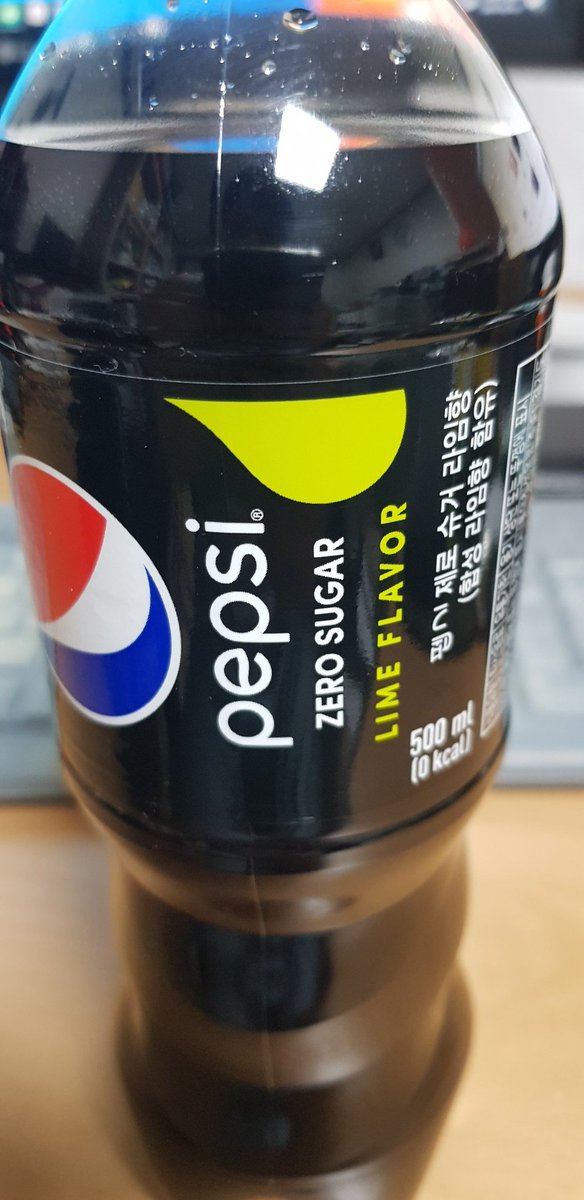 pepsi®
ZERO SUGAR
LIME FLAVOR
펩시 제로 슈거 라임향
(합성 라임향 함유)
500 ml
(0 kcal)